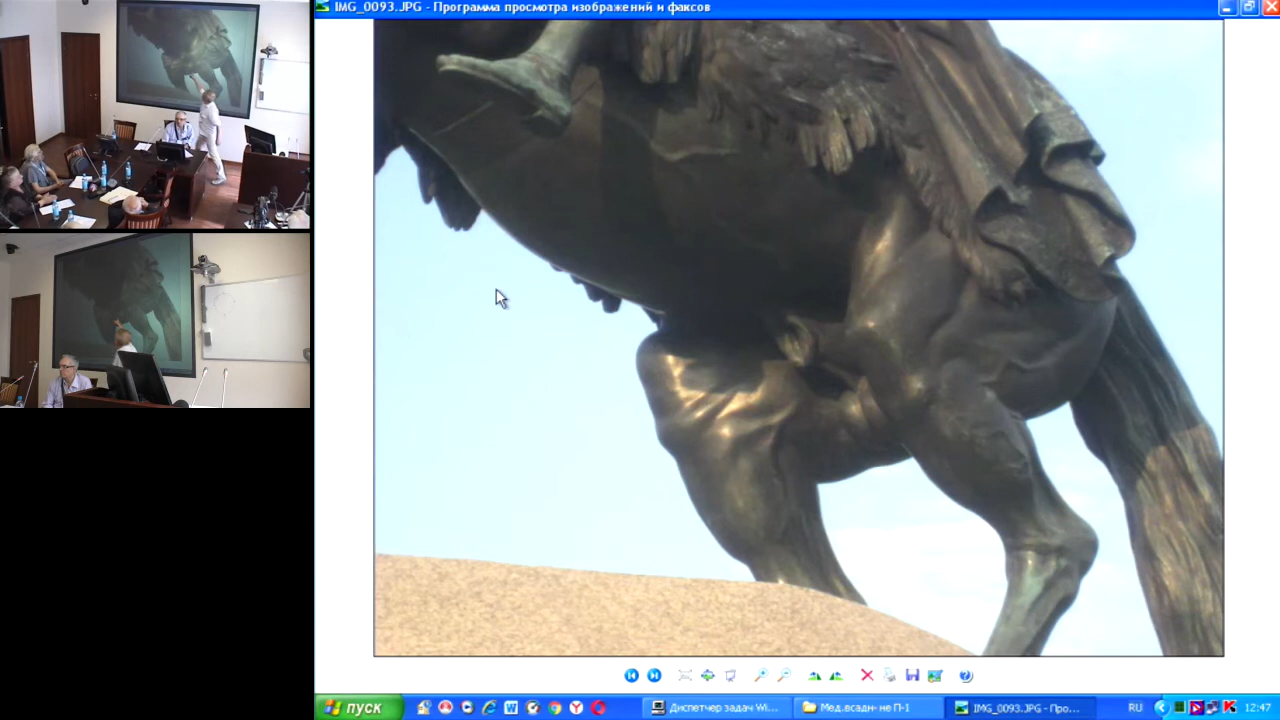 IMG_0093.JPG - Программа просмотра изображений и факсов
пуск
Диспетчер задач Wi...
Мед.всадн- не П-1
IMG_0093.JPG - Про...
RU
12:47